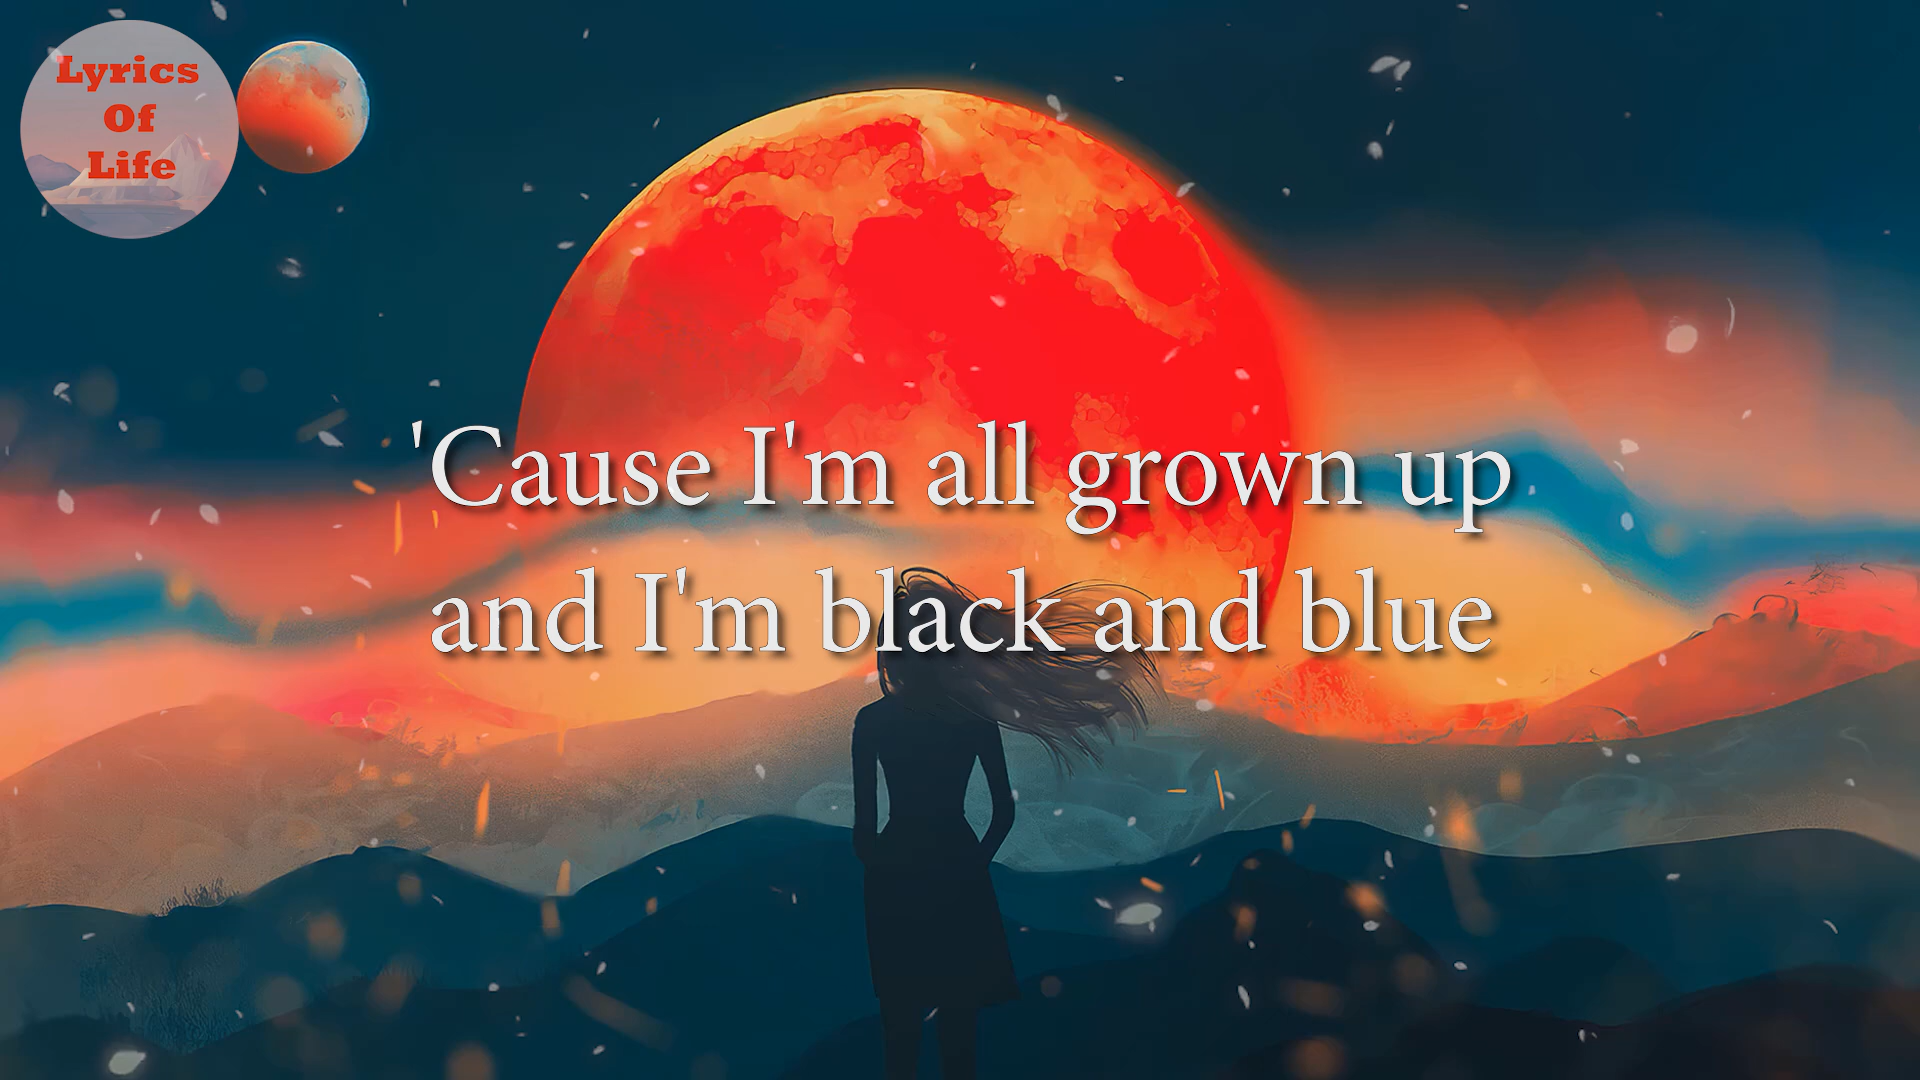 Lyrics
Of
Life
'Cause I'm all grown up
and I'm black and blue